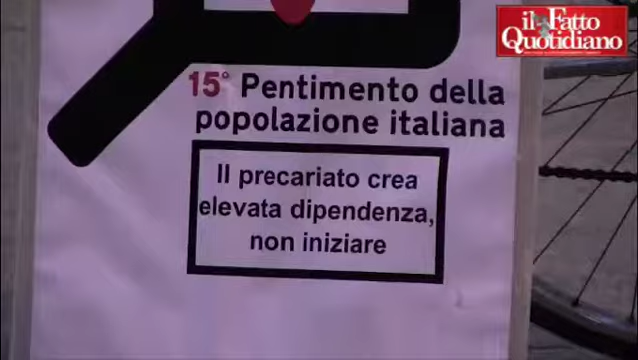 il Fatto
Quotidiano
15° Pentimento della
popolazione italiana
Il precariato crea
elevata dipendenza,
non iniziare